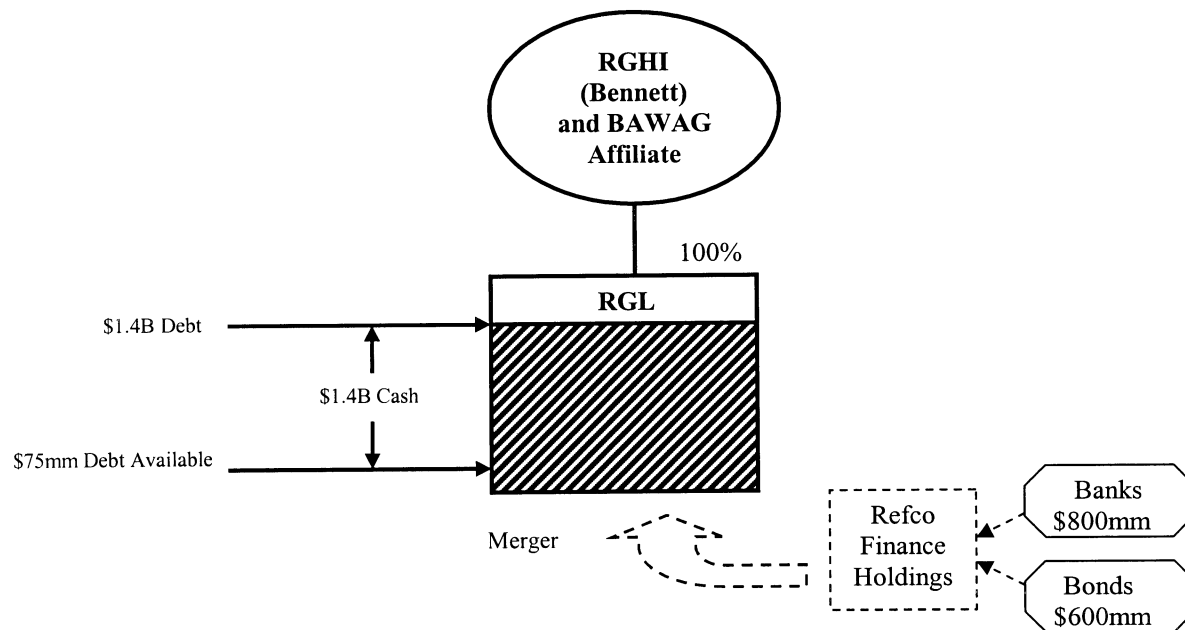 RGHI
(Bennett)
and BAWAG
Affiliate
100%
RGL
$1.4B Debt
$1.4B Cash
$75mm Debt Available
Merger
Refco
Finance
Holdings
Banks
$800mm
Bonds
$600mm